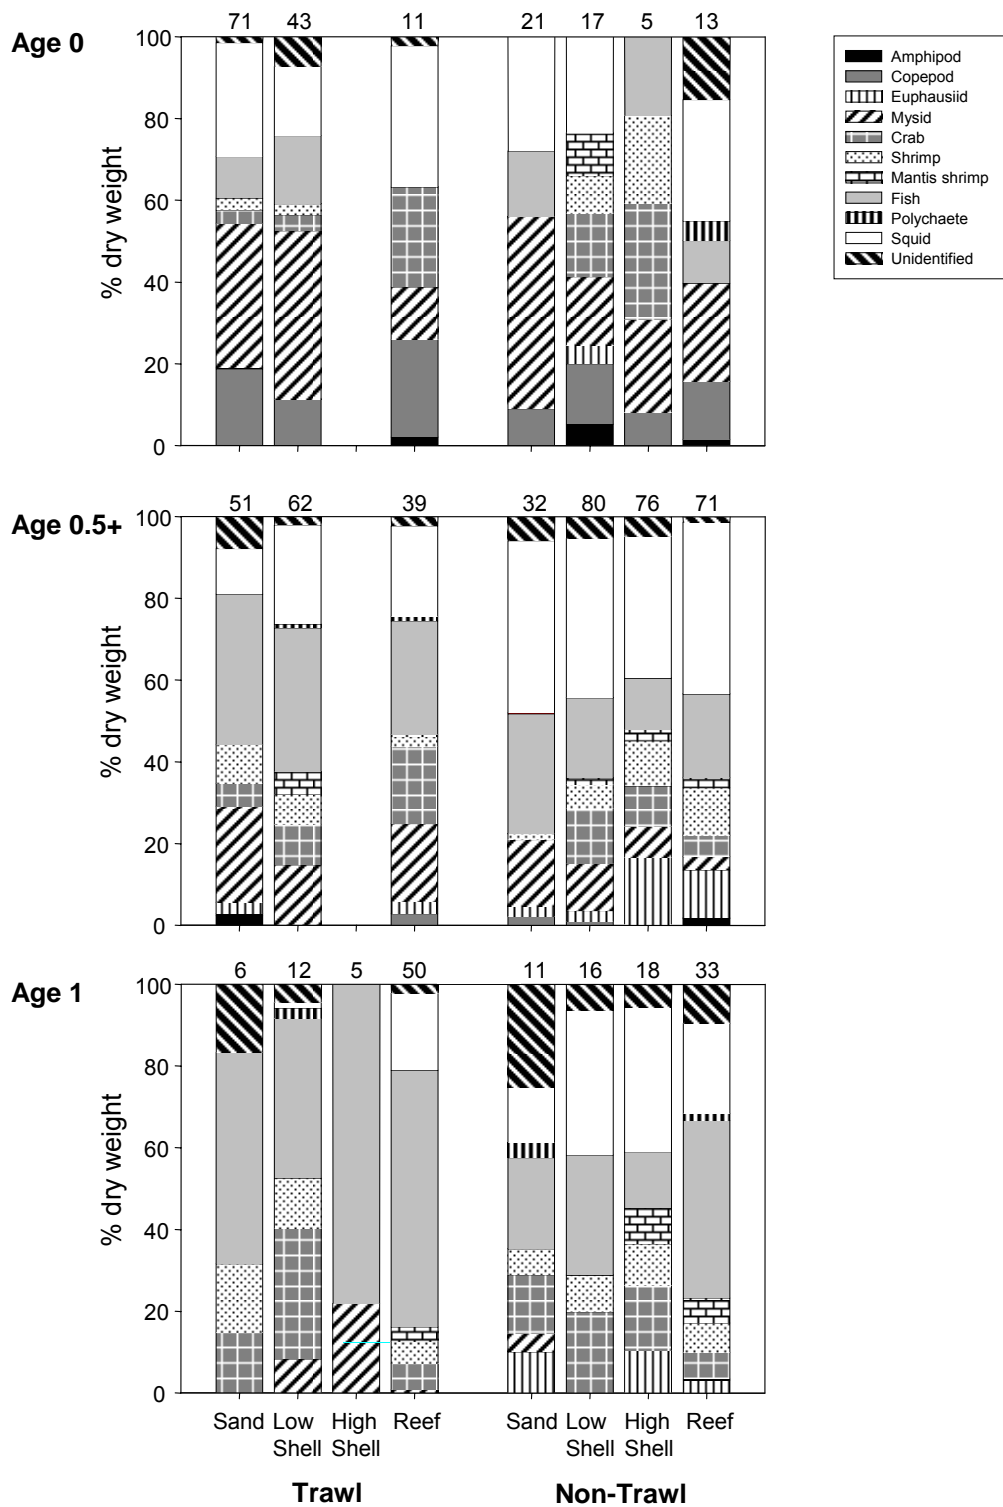 71 43 11 21 17 5 13
Age 0
100
80
60
40
20
0
% dry weight
Amphipod
Copepod
Euphausiid
Mysid
Crab
Shrimp
Mantis shrimp
Fish
Polychaete
Squid
Unidentified
51 62 39 32 80 76 71
Age 0.5+
100
80
60
40
20
0
% dry weight
6 12 5 50 11 16 18 33
Age 1
100
80
60
40
20
0
% dry weight
Sand Low High Reef Sand Low High Reef
Shell Shell Shell Shell
Trawl Non-Trawl